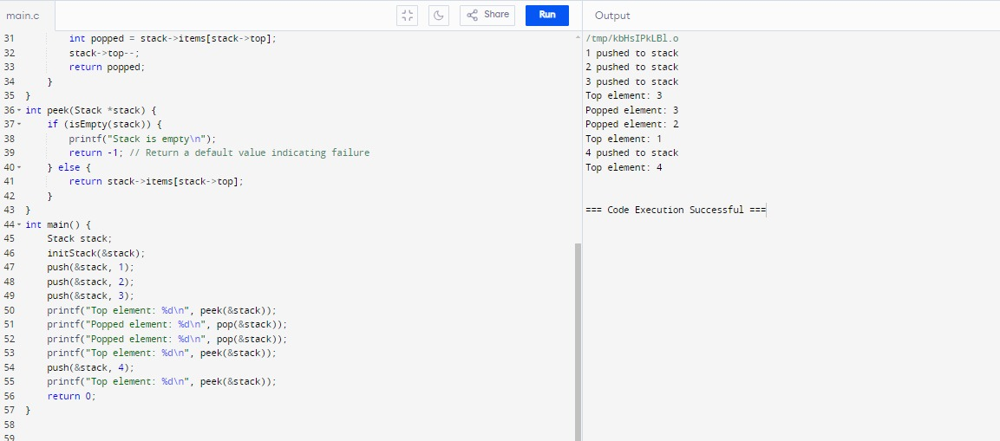 main.c
Share
Run
Output
31 int popped = stack->items[stack->top];
32 stack->top--;
33 return popped;
34 }
35 }
36 int peek(Stack *stack) {
37 if (isEmpty(stack)) {
38 printf("Stack is empty\n");
39 return -1; // Return a default value indicating failure
40 } else {
41 return stack->items[stack->top];
42 }
43 }
44 int main() {
45 Stack stack;
46 initStack(&stack);
47 push(&stack, 1);
48 push(&stack, 2);
49 push(&stack, 3);
50 printf("Top element: %d\n", peek(&stack));
51 printf("Popped element: %d\n", pop(&stack));
52 printf("Popped element: %d\n", pop(&stack));
53 printf("Top element: %d\n", peek(&stack));
54 push(&stack, 4);
55 printf("Top element: %d\n", peek(&stack));
56 return 0;
57 }
58
59
/tmp/kbHsIPkLBl.o
1 pushed to stack
2 pushed to stack
3 pushed to stack
Top element: 3
Popped element: 3
Popped element: 2
Top element: 1
4 pushed to stack
Top element: 4
=== Code Execution Successful ===